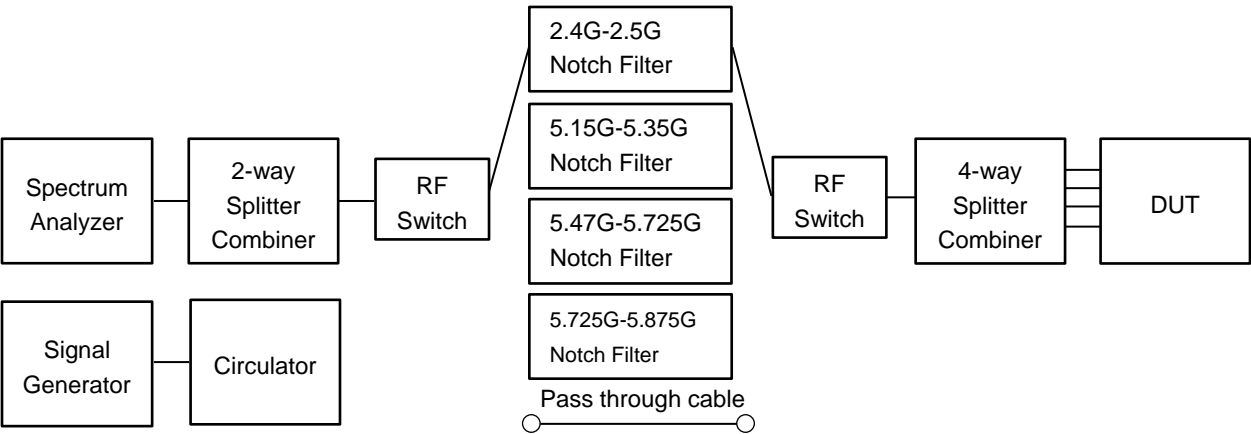 2.4G-2.5G
Notch Filter
5.15G-5.35G
Notch Filter
5.47G-5.725G
Notch Filter
5.725G-5.875G
Notch Filter
Pass through cable
Spectrum
Analyzer
2-way
Splitter
Combiner
RF
Switch
RF
Switch
4-way
Splitter
Combiner
DUT
Signal
Generator
Circulator